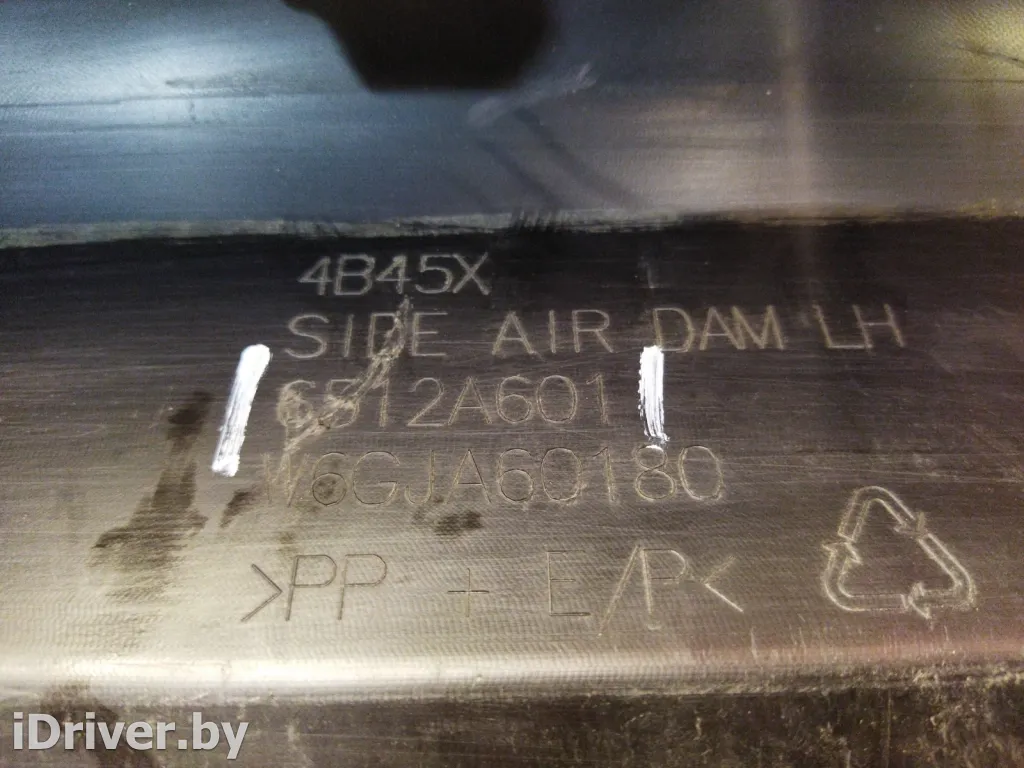 4B45X
SIDE AIR DAM LH
6512A601
W6GJA60180
>PP + E/P<
iDriver.by